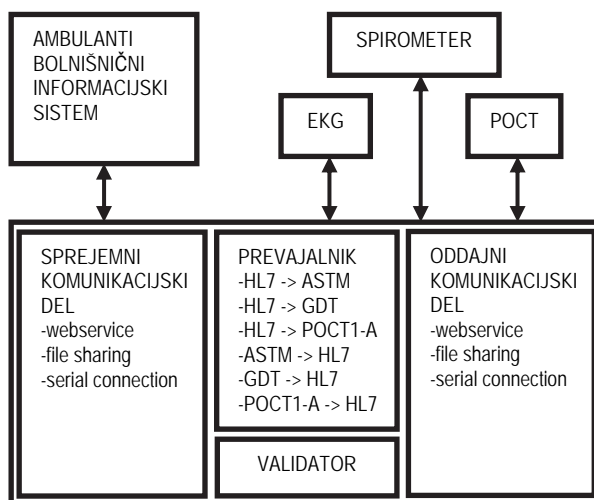 AMBULANTI
BOLNIŠNIČNI
INFORMACIJSKI
SISTEM
SPIROMETER
EKG
POCT
SPREJEMNI
KOMUNIKACIJSKI
DEL
-webservice
-file sharing
-serial connection
PREVAJALNIK
-HL7 -> ASTM
-HL7 -> GDT
-HL7 -> POCT1-A
-ASTM -> HL7
-GDT -> HL7
-POCT1-A -> HL7
VALIDATOR
ODDAJNI
KOMUNIKACIJSKI
DEL
-webservice
-file sharing
-serial connection